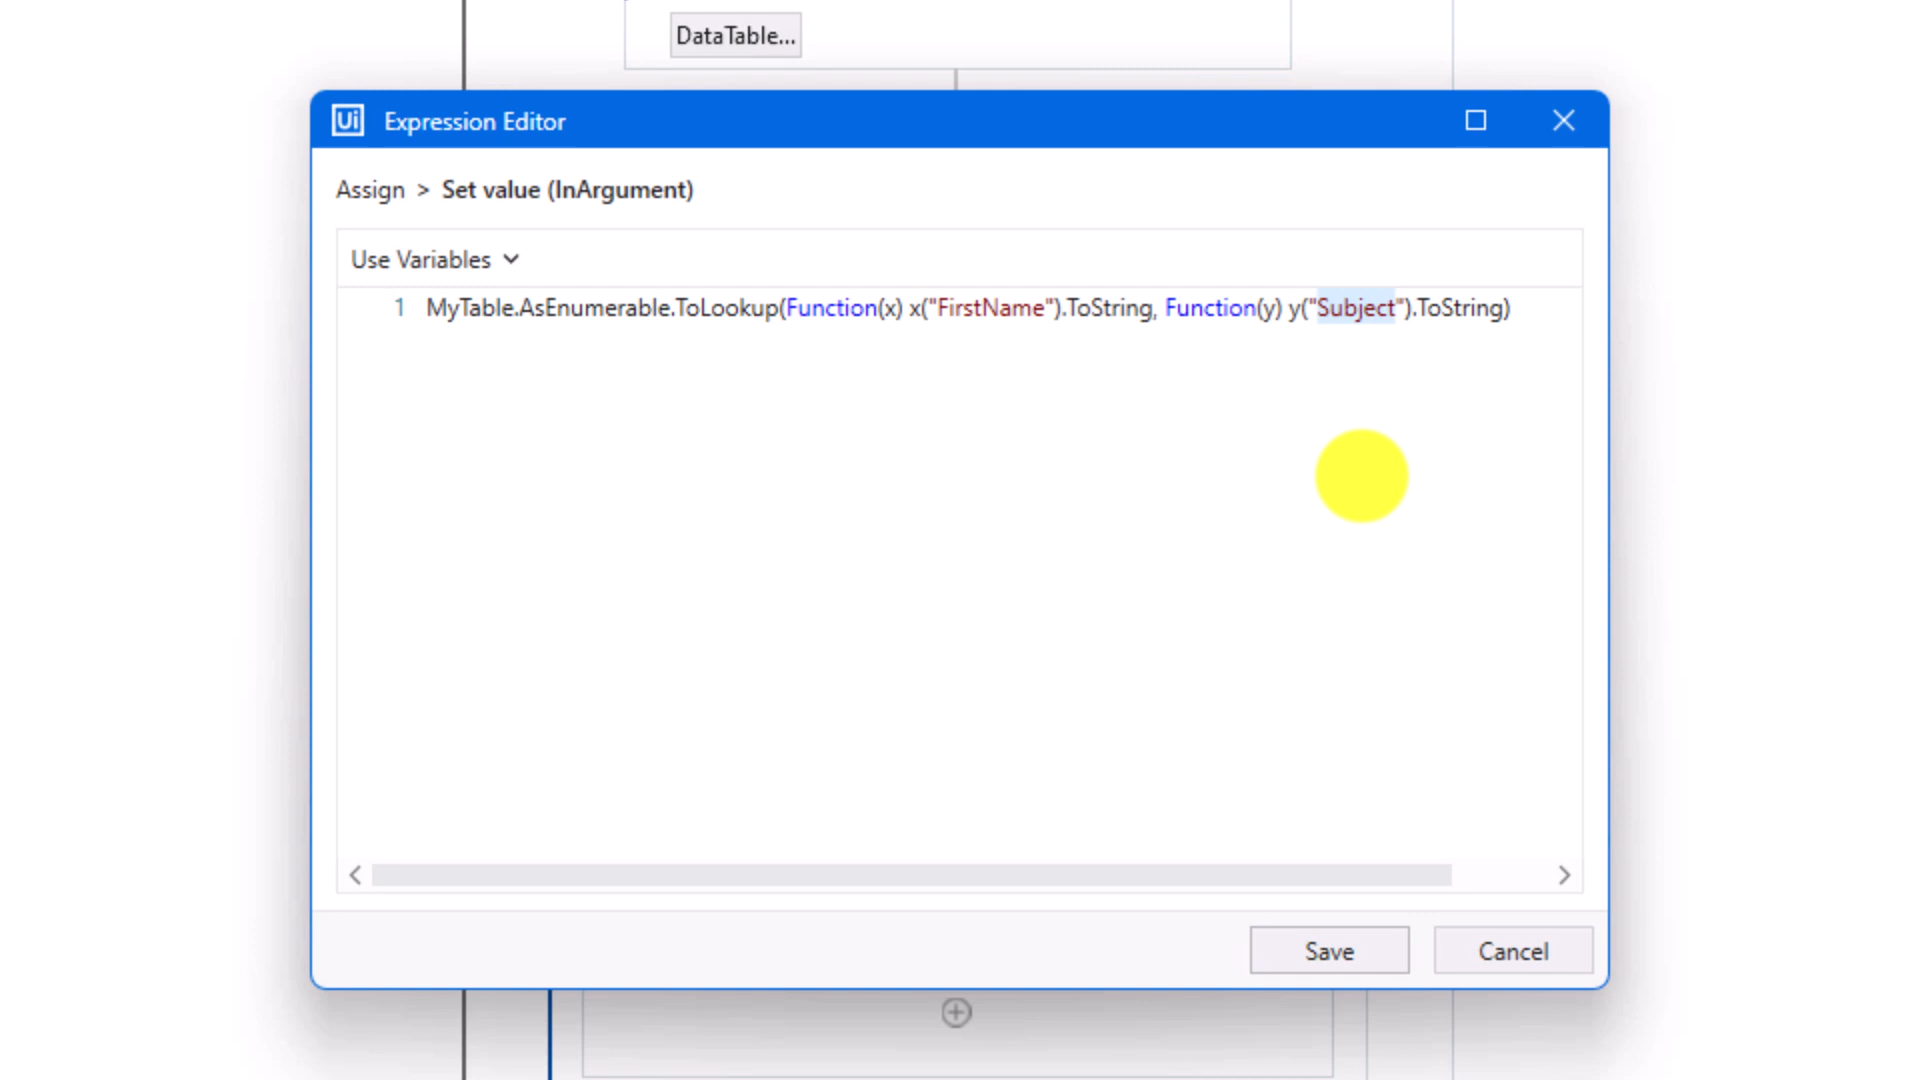 DataTable...
Ui Expression Editor
Assign > Set value (InArgument)
Use Variables
1 MyTable.AsEnumerable.ToLookup(Function(x) x("FirstName").ToString, Function(y) y("Subject").ToString)
Save Cancel